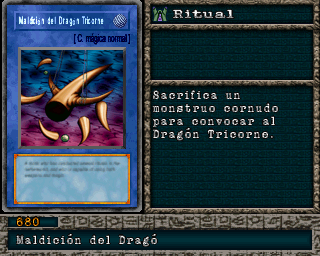 Maldición del Dragón Tricorne
[C. mágica normal]
Ritual
Sacrifica un
monstruo cornudo
para convocar al
Dragón Tricorne.
680
Maldición del Dragó